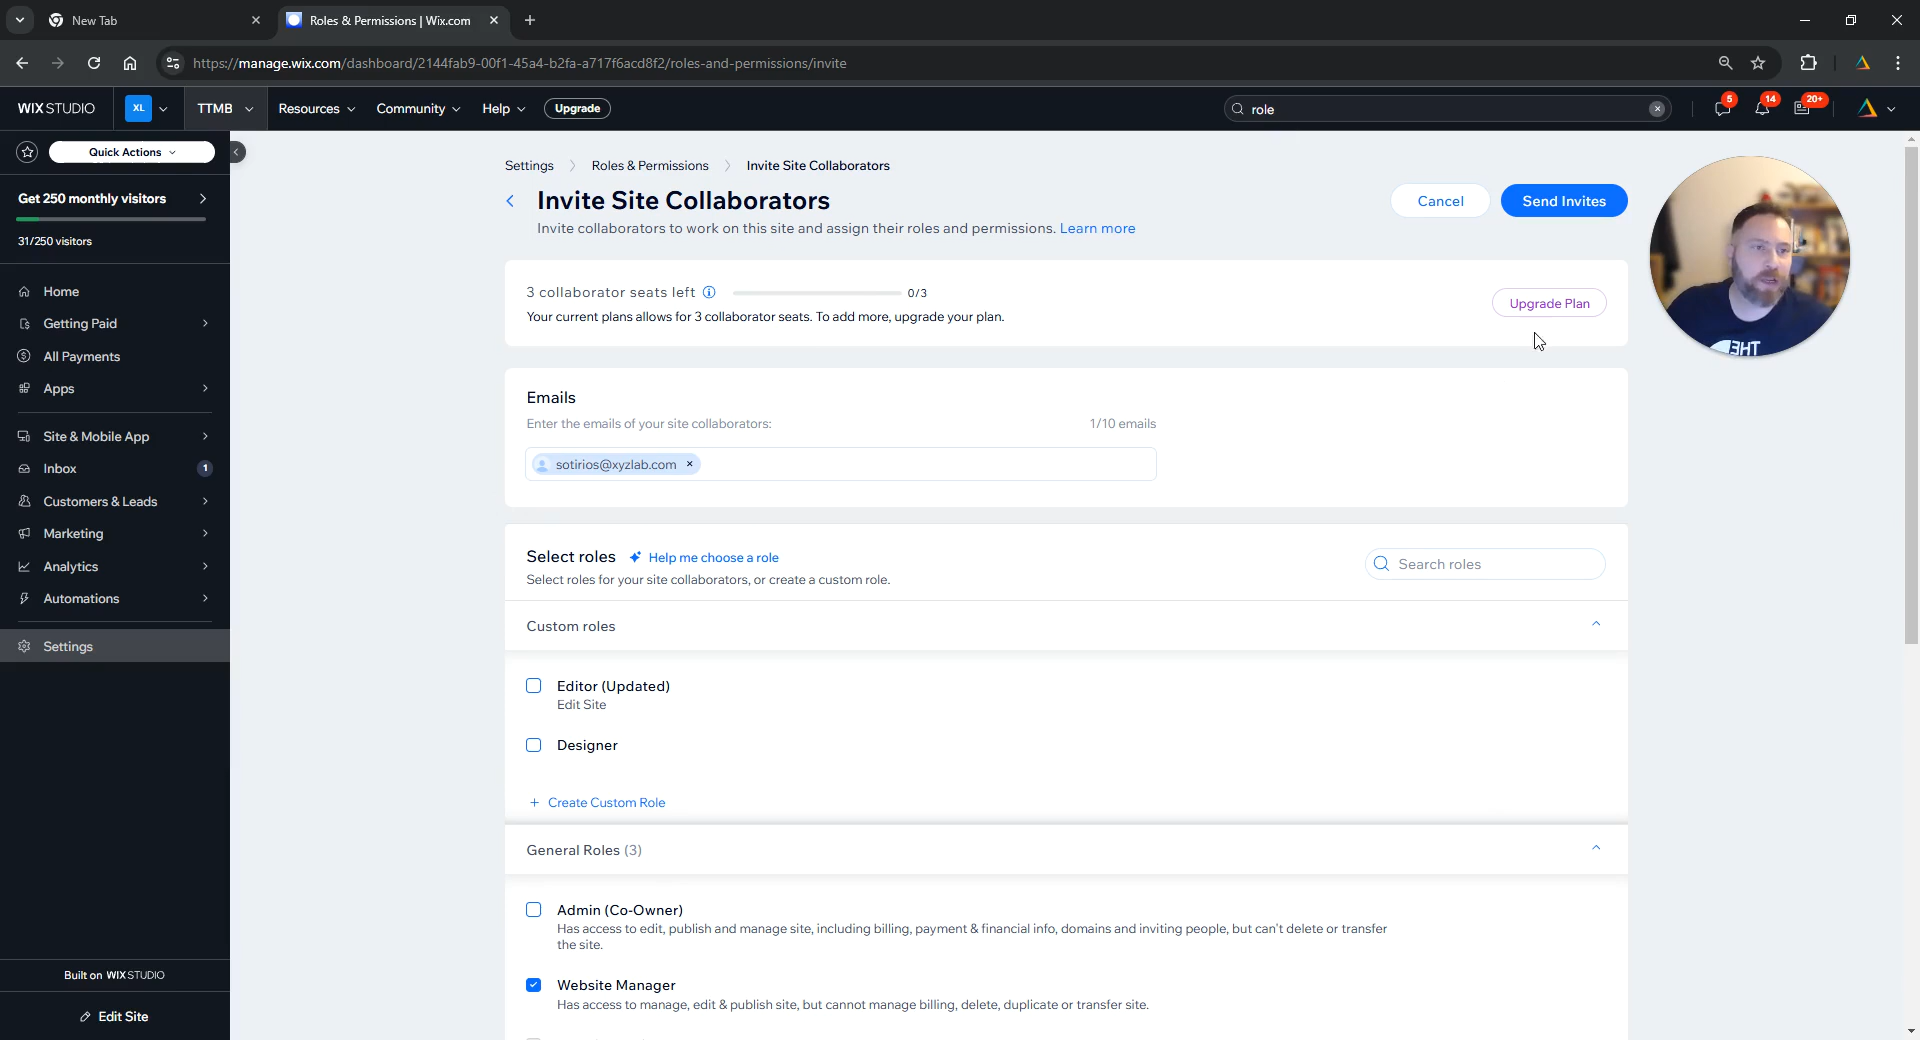 New Tab
Roles & Permissions | Wix.com
https://manage.wix.com/dashboard/2144fab9-00f1-45a4-b2fa-a717f6acd8f2/roles-and-permissions/invite
WIX STUDIO
XL
TTMB
Resources
Community
Help
Upgrade
role
5
14
20+
Quick Actions
Get 250 monthly visitors
31/250 visitors
Home
Getting Paid
All Payments
Apps
Site & Mobile App
Inbox
1
Customers & Leads
Marketing
Analytics
Automations
Settings
Built on WIX STUDIO
Edit Site
Settings
Roles & Permissions
Invite Site Collaborators
Invite Site Collaborators
Invite collaborators to work on this site and assign their roles and permissions. Learn more
Cancel
Send Invites
3 collaborator seats left
0/3
Your current plans allows for 3 collaborator seats. To add more, upgrade your plan.
Upgrade Plan
Emails
Enter the emails of your site collaborators:
1/10 emails
sotirios@xyzlab.com
Select roles
Help me choose a role
Select roles for your site collaborators, or create a custom role.
Search roles
Custom roles
Editor (Updated)
Edit Site
Designer
+ Create Custom Role
General Roles (3)
Admin (Co-Owner)
Has access to edit, publish and manage site, including billing, payment & financial info, domains and inviting people, but can't delete or transfer
the site.
Website Manager
Has access to manage, edit & publish site, but cannot manage billing, delete, duplicate or transfer site.
THE